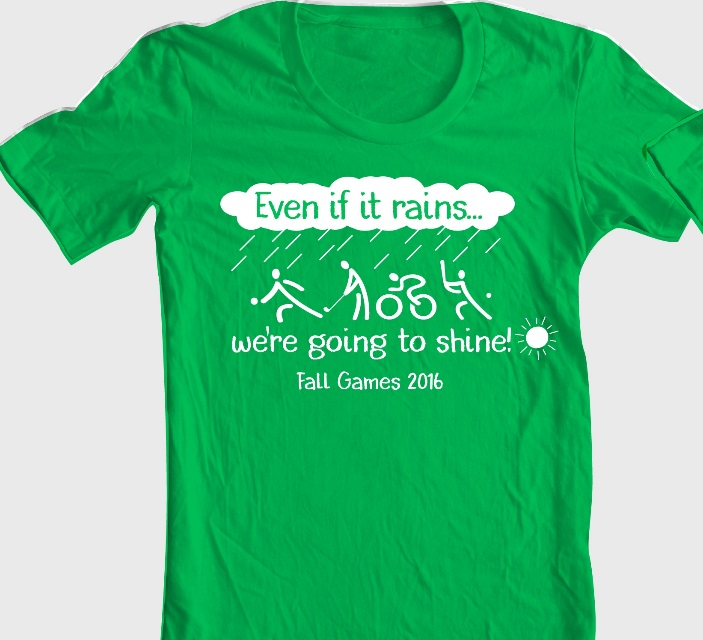 Even if it rains...
we're going to shine!
Fall Games 2016